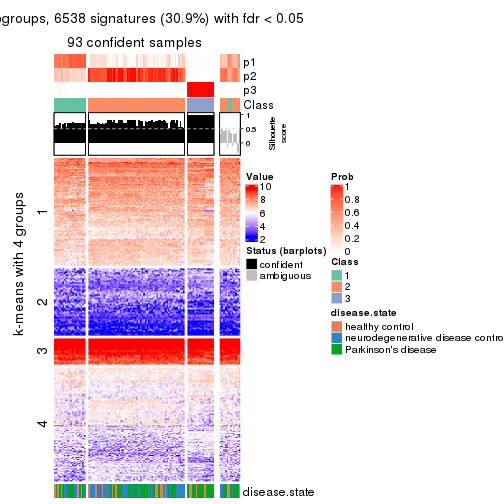 ogroups, 6538 signatures (30.9%) with fdr < 0.05
93 confident samples
p1
p2
p3
Class
1
0.5
0
Silhouette
score
k-means with 4 groups
1
2
3
4
disease.state
Value
10
8
6
4
2
Status (barplots)
confident
ambiguous
Prob
1
0.8
0.6
0.4
0.2
0
Class
1
2
3
disease.state
healthy control
neurodegenerative disease contro
Parkinson's disease